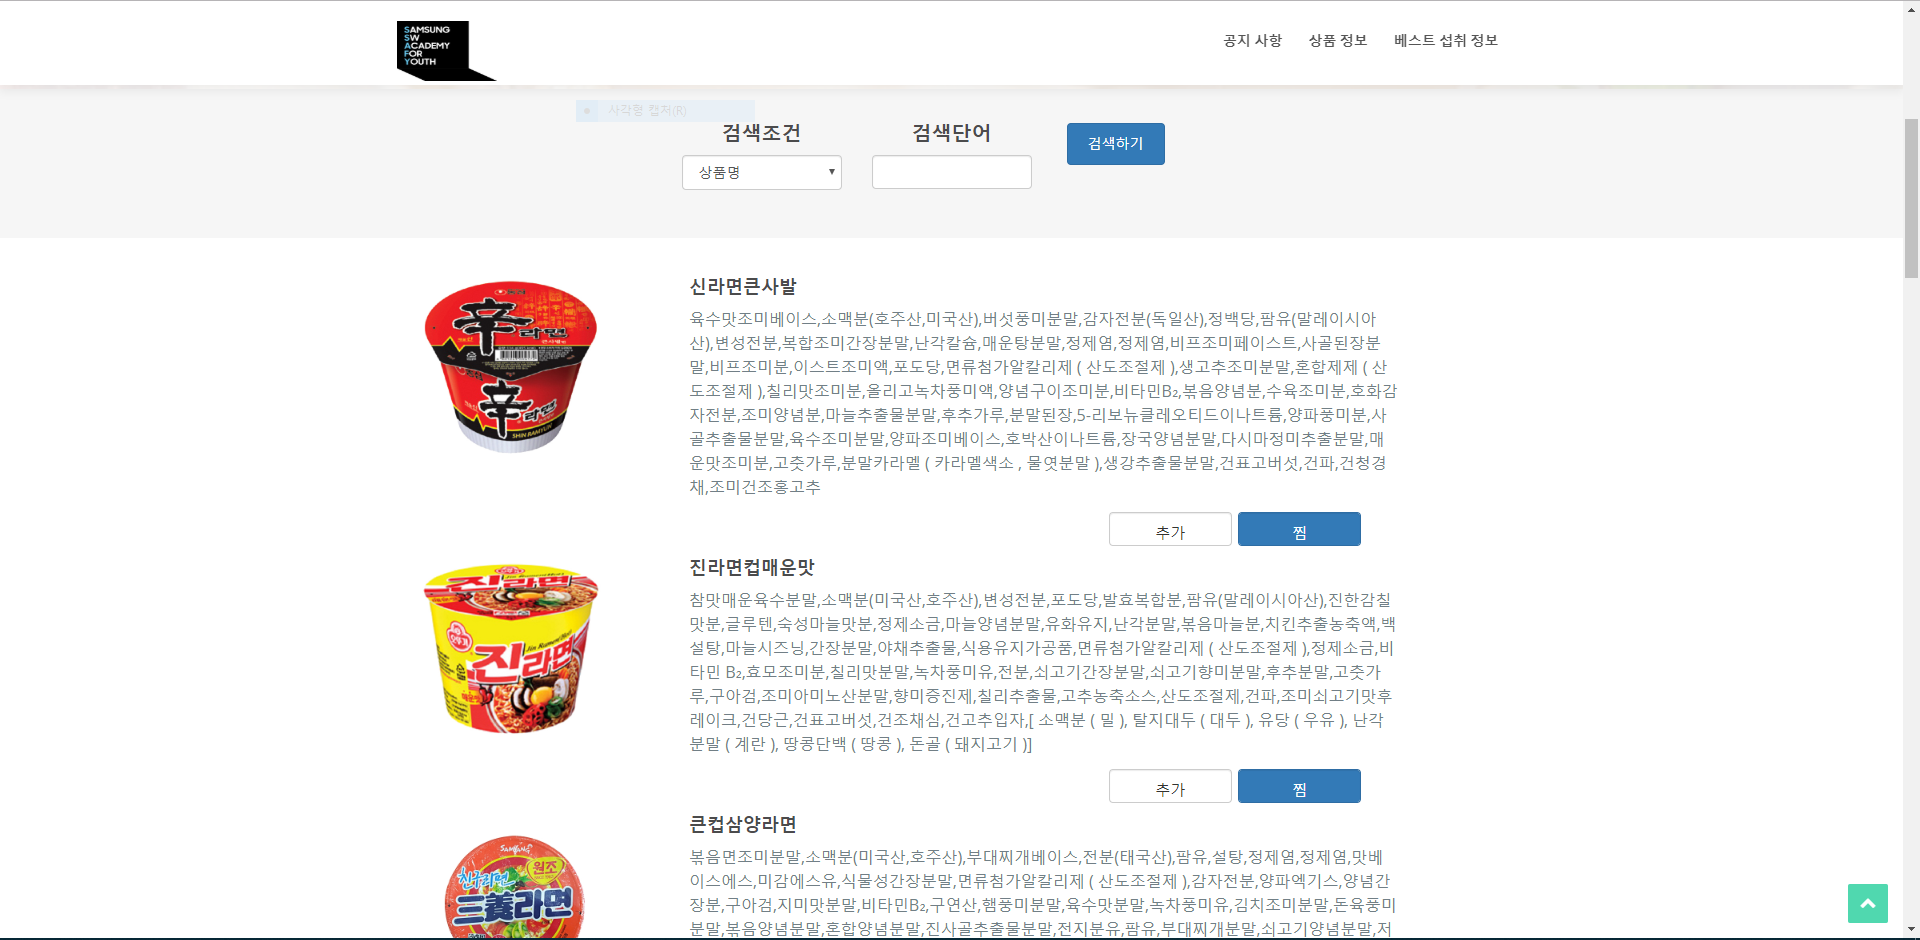 SAMSUNG
SW
ACADEMY
FOR
YOUTH
공지 사항
상품 정보
베스트 섭취 정보
사각형 캡처(R)
검색조건
검색단어
검색하기
상품명
신라면큰사발
육수맛조미베이스,소맥분(호주산,미국산),버섯풍미분말,감자전분(독일산),정백당,팜유(말레이시아
산),변성전분,복합조미간장분말,난각칼슘,매운탕분말,정제염,정제염,비프조미페이스트,사골된장분
말,비프조미분,이스트조미액,포도당,면류첨가알칼리제 ( 산도조절제 ),생고추조미분말,혼합제제 ( 산
도조절제 ),칠리맛조미분,올리고녹차풍미액,양념구이조미분,비타민B₂,볶음양념분,수육조미분,호화감
자전분,조미양념분,마늘추출물분말,후추가루,분말된장,5-리보뉴클레오티드이나트륨,양파풍미분,사
골추출물분말,육수조미분말,양파조미베이스,호박산이나트륨,장국양념분말,다시마정미추출분말,매
운맛조미분,고춧가루,분말카라멜 ( 카라멜색소 , 물엿분말 ),생강추출물분말,건표고버섯,건파,건청경
채,조미건조홍고추
辛라면
辛라면
SHIN RAMYUN
추가
찜
진라면컵매운맛
참맛매운육수분말,소맥분(미국산,호주산),변성전분,포도당,발효복합분,팜유(말레이시아산),진한감칠
맛분,글루텐,숙성마늘맛분,정제소금,마늘양념분말,유화유지,난각분말,볶음마늘분,치킨추출농축액,백
설탕,마늘시즈닝,간장분말,야채추출물,식용유지가공품,면류첨가알칼리제 ( 산도조절제 ),정제소금,비
타민 B₂,효모조미분,칠리맛분말,녹차풍미유,전분,쇠고기간장분말,쇠고기향미분말,후추분말,고춧가
루,구아검,조미아미노산분말,향미증진제,칠리추출물,고추농축소스,산도조절제,건파,조미쇠고기맛후
레이크,건당근,건표고버섯,건조채심,건고추입자,[ 소맥분 ( 밀 ), 탈지대두 ( 대두 ), 유당 ( 우유 ), 난각
분말 ( 계란 ), 땅콩단백 ( 땅콩 ), 돈골 ( 돼지고기 )]
진라면
오뚜기
진라면
매운맛
추가
찜
큰컵삼양라면
볶음면조미분말,소맥분(미국산,호주산),부대찌개베이스,전분(태국산),팜유,설탕,정제염,정제염,맛베
이스에스,미감에스유,식물성간장분말,면류첨가알칼리제 ( 산도조절제 ),감자전분,양파엑기스,양념간
장분,구아검,지미맛분말,비타민B₂,구연산,햄풍미분말,육수맛분말,녹차풍미유,김치조미분말,돈육풍미
분말,볶음양념분말,혼합양념분말,진사골추출물분말,전지분유,팜유,부대찌개분말,쇠고기양념분말,저
SAMYANG
원조
친구라면
三養라면